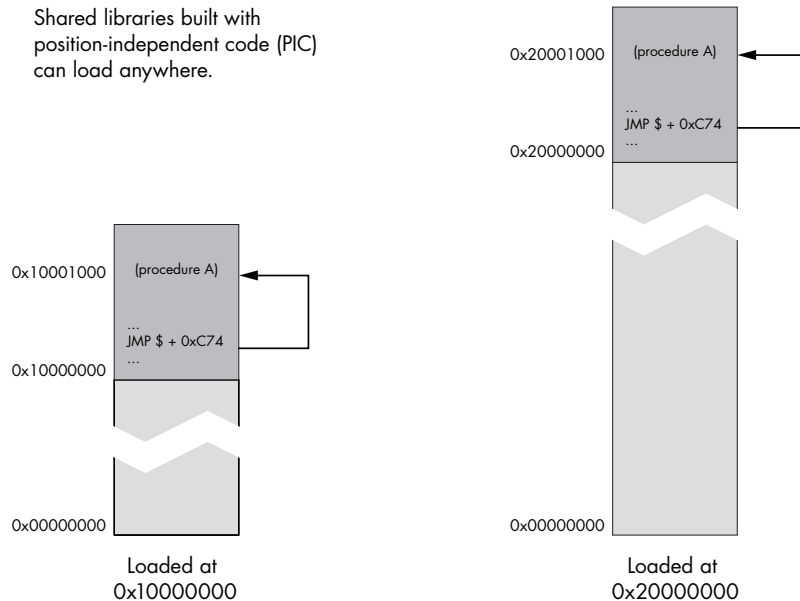 Shared libraries built with
position-independent code (PIC)
can load anywhere.
0x10001000
(procedure A)
...
JMP $ + 0xC74
...
0x10000000
0x00000000
Loaded at
0x10000000
0x20001000
(procedure A)
...
JMP $ + 0xC74
...
0x20000000
0x00000000
Loaded at
0x20000000